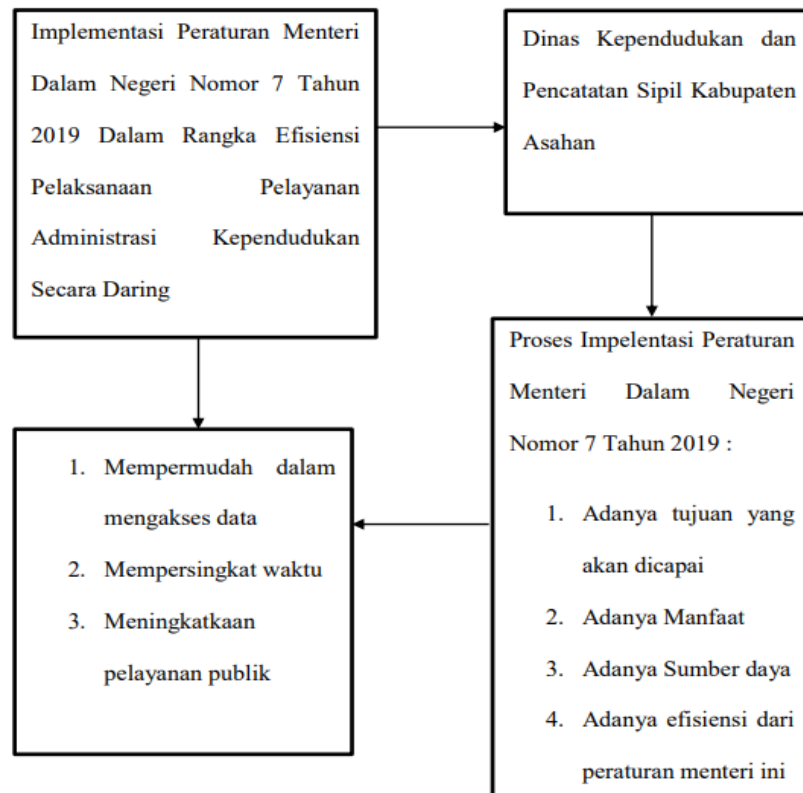 Implementasi Peraturan Menteri
Dalam Negeri Nomor 7 Tahun
2019 Dalam Rangka Efisiensi
Pelaksanaan Pelayanan
Administrasi Kependudukan
Secara Daring
Dinas Kependudukan dan
Pencatatan Sipil Kabupaten
Asahan
Proses Impelentasi Peraturan
Menteri Dalam Negeri
Nomor 7 Tahun 2019 :
1. Adanya tujuan yang
akan dicapai
2. Adanya Manfaat
3. Adanya Sumber daya
4. Adanya efisiensi dari
peraturan menteri ini
1. Mempermudah dalam
mengakses data
2. Mempersingkat waktu
3. Meningkatkaan
pelayanan publik